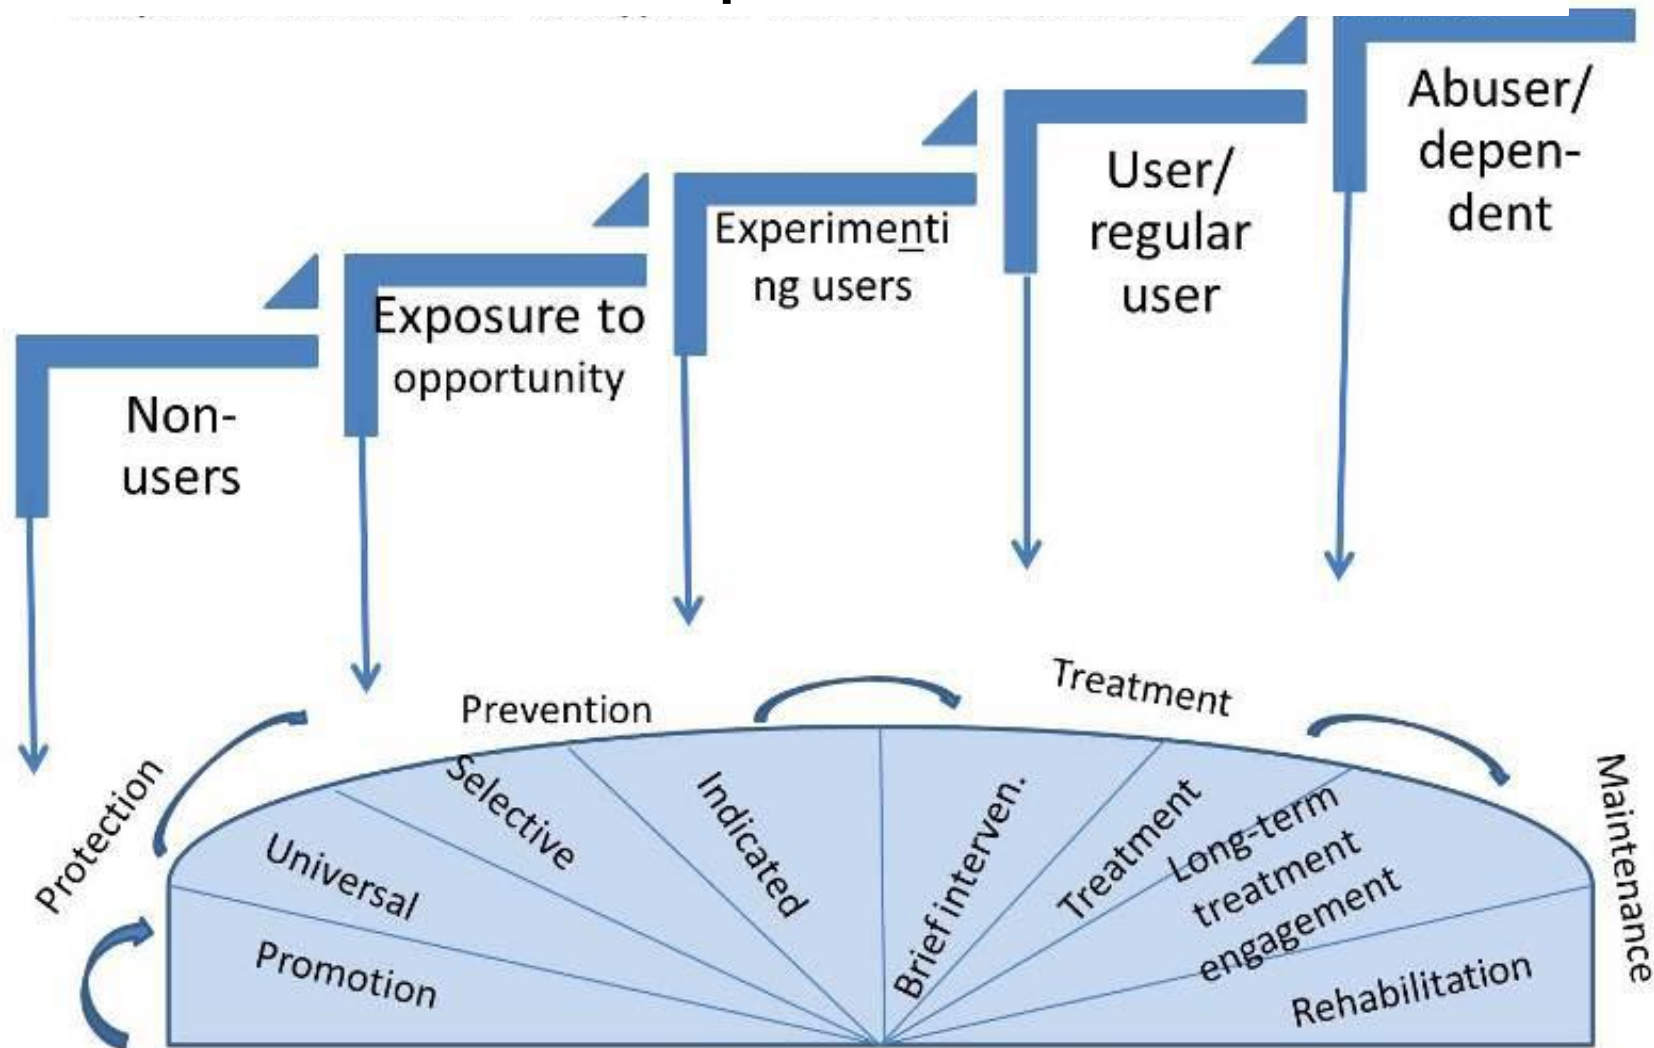 Abuser/
depen-
dent
User/
regular
user
Experimenti
ng users
Exposure to
opportunity
Non-
users
Protection
Prevention
Treatment
Maintenance
Promotion
Universal
Selective
Indicated
Brief interven.
Treatment
Long-term
treatment
engagement
Rehabilitation